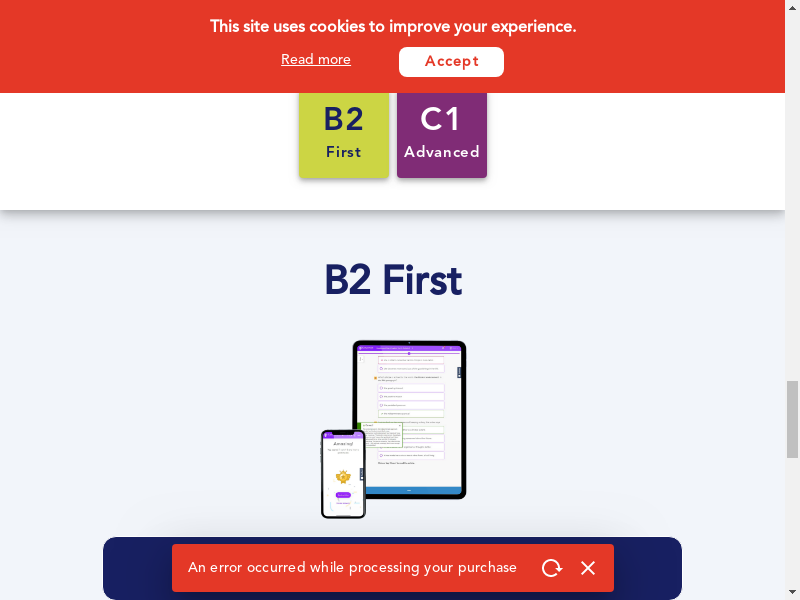 This site uses cookies to improve your experience.
Read more
Accept
B2
First
C1
Advanced
B2 First
Amazing!
An error occurred while processing your purchase